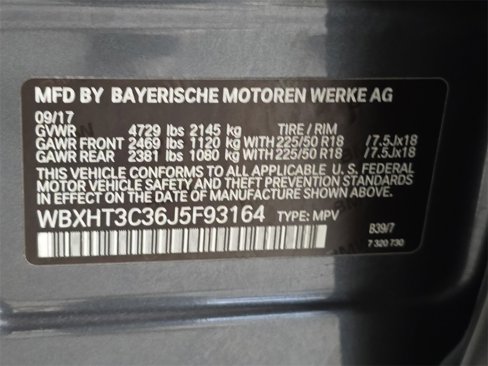 MFD BY BAYERISCHE MOTOREN WERKE AG
09/17
GVWR 4729 lbs 2145 kg TIRE / RIM
GAWR FRONT 2469 lbs 1120 kg WITH 225/50 R18 /7.5Jx18
GAWR REAR 2381 lbs 1080 kg WITH 225/50 R18 /7.5Jx18
THIS VEHICLE CONFORMS TO ALL APPLICABLE U. S. FEDERAL
MOTOR VEHICLE SAFETY AND THEFT PREVENTION STANDARDS IN
EFFECT ON THE DATE OF MANUFACTURE SHOWN ABOVE.
WBXHT3C36J5F93164 TYPE: MPV
B39/7
7 320 730